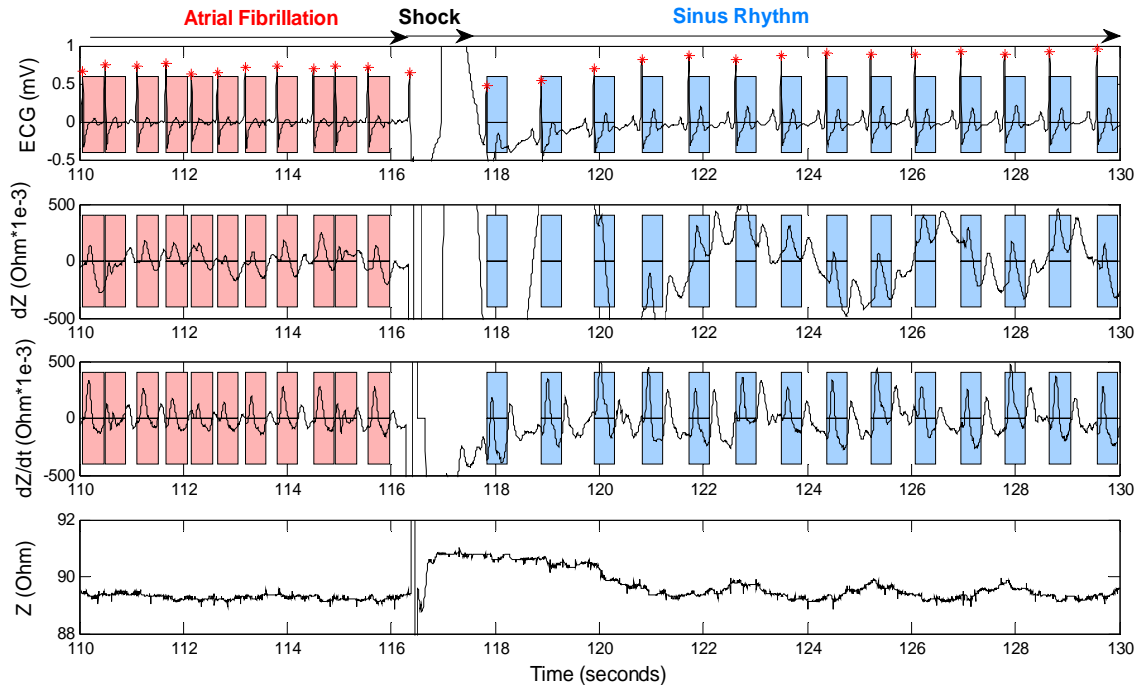 Atrial Fibrillation Shock Sinus Rhythm
1
0.5
0
-0.5
ECG (mV)
110 112 114 116 118 120 122 124 126 128 130
500
0
-500
dZ (Ohm*1e-3)
110 112 114 116 118 120 122 124 126 128 130
500
0
-500
dZ/dt (Ohm*1e-3)
110 112 114 116 118 120 122 124 126 128 130
92
90
88
Z (Ohm)
110 112 114 116 118 120 122 124 126 128 130
Time (seconds)